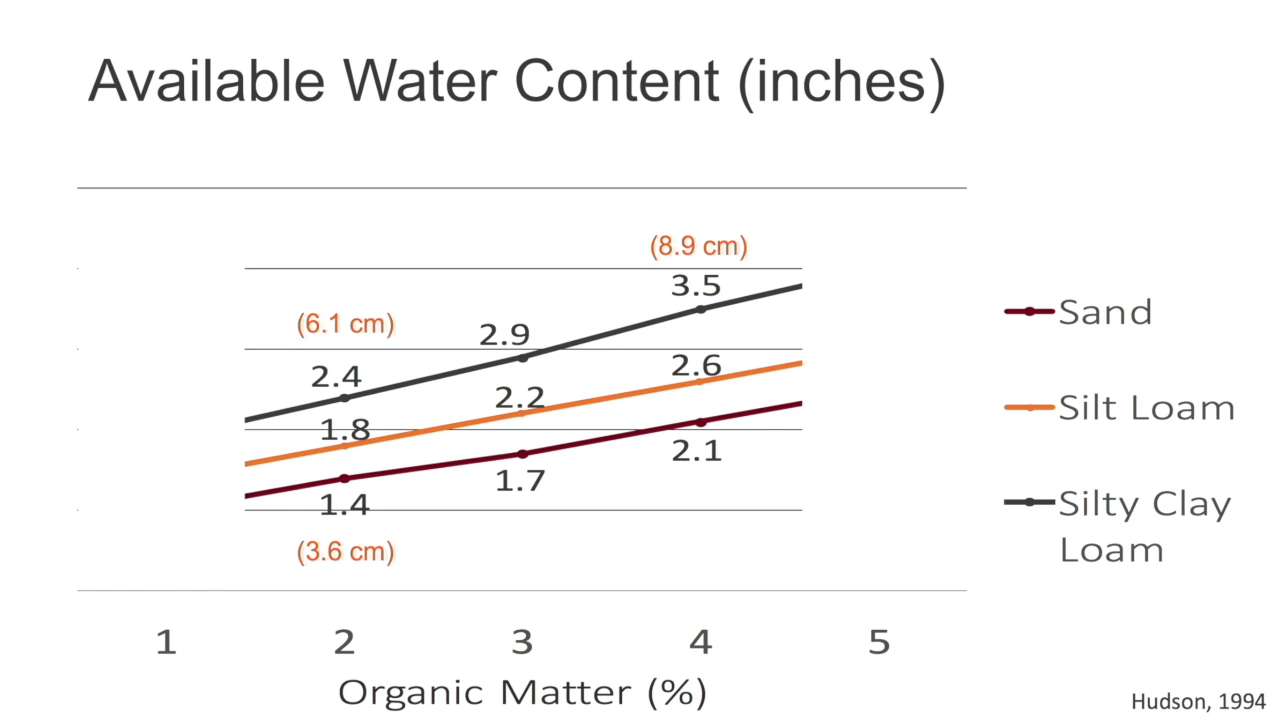 Available Water Content (inches)
(8.9 cm)
3.5
(6.1 cm)
2.9
2.4
2.6
2.2
1.8
2.1
1.7
1.4
(3.6 cm)
Sand
Silt Loam
Silty Clay
Loam
1 2 3 4 5
Organic Matter (%)
Hudson, 1994